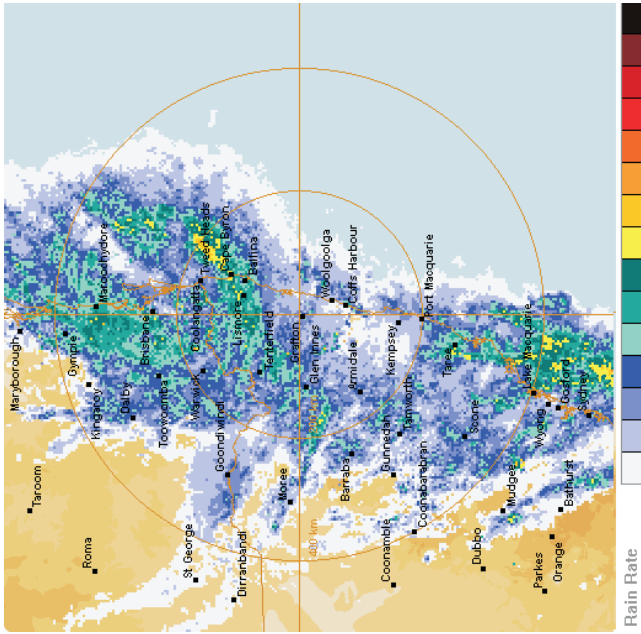 Maryborough
Taroom
Gympie
Roma
Kingaroy
Maroochydore
Dalby
Brisbane
Toowoomba
St George
Warwick
Coolangatta
Tweed Heads
Goondiwindi
Cape Byron
Lismore
Dirranbandi
Ballina
Tenterfield
Moree
Grafton
400 km
Glen Innes
Woolgoolga
Barraba
Armidale
Coffs Harbour
Coonamble
Gunnedah
Kempsey
Tamworth
Coonabarabran
Port Macquarie
Taree
Dubbo
Scone
Mudgee
Lake Macquarie
Parkes
Wyong
Orange
Gosford
Bathurst
Sydney
Rain Rate